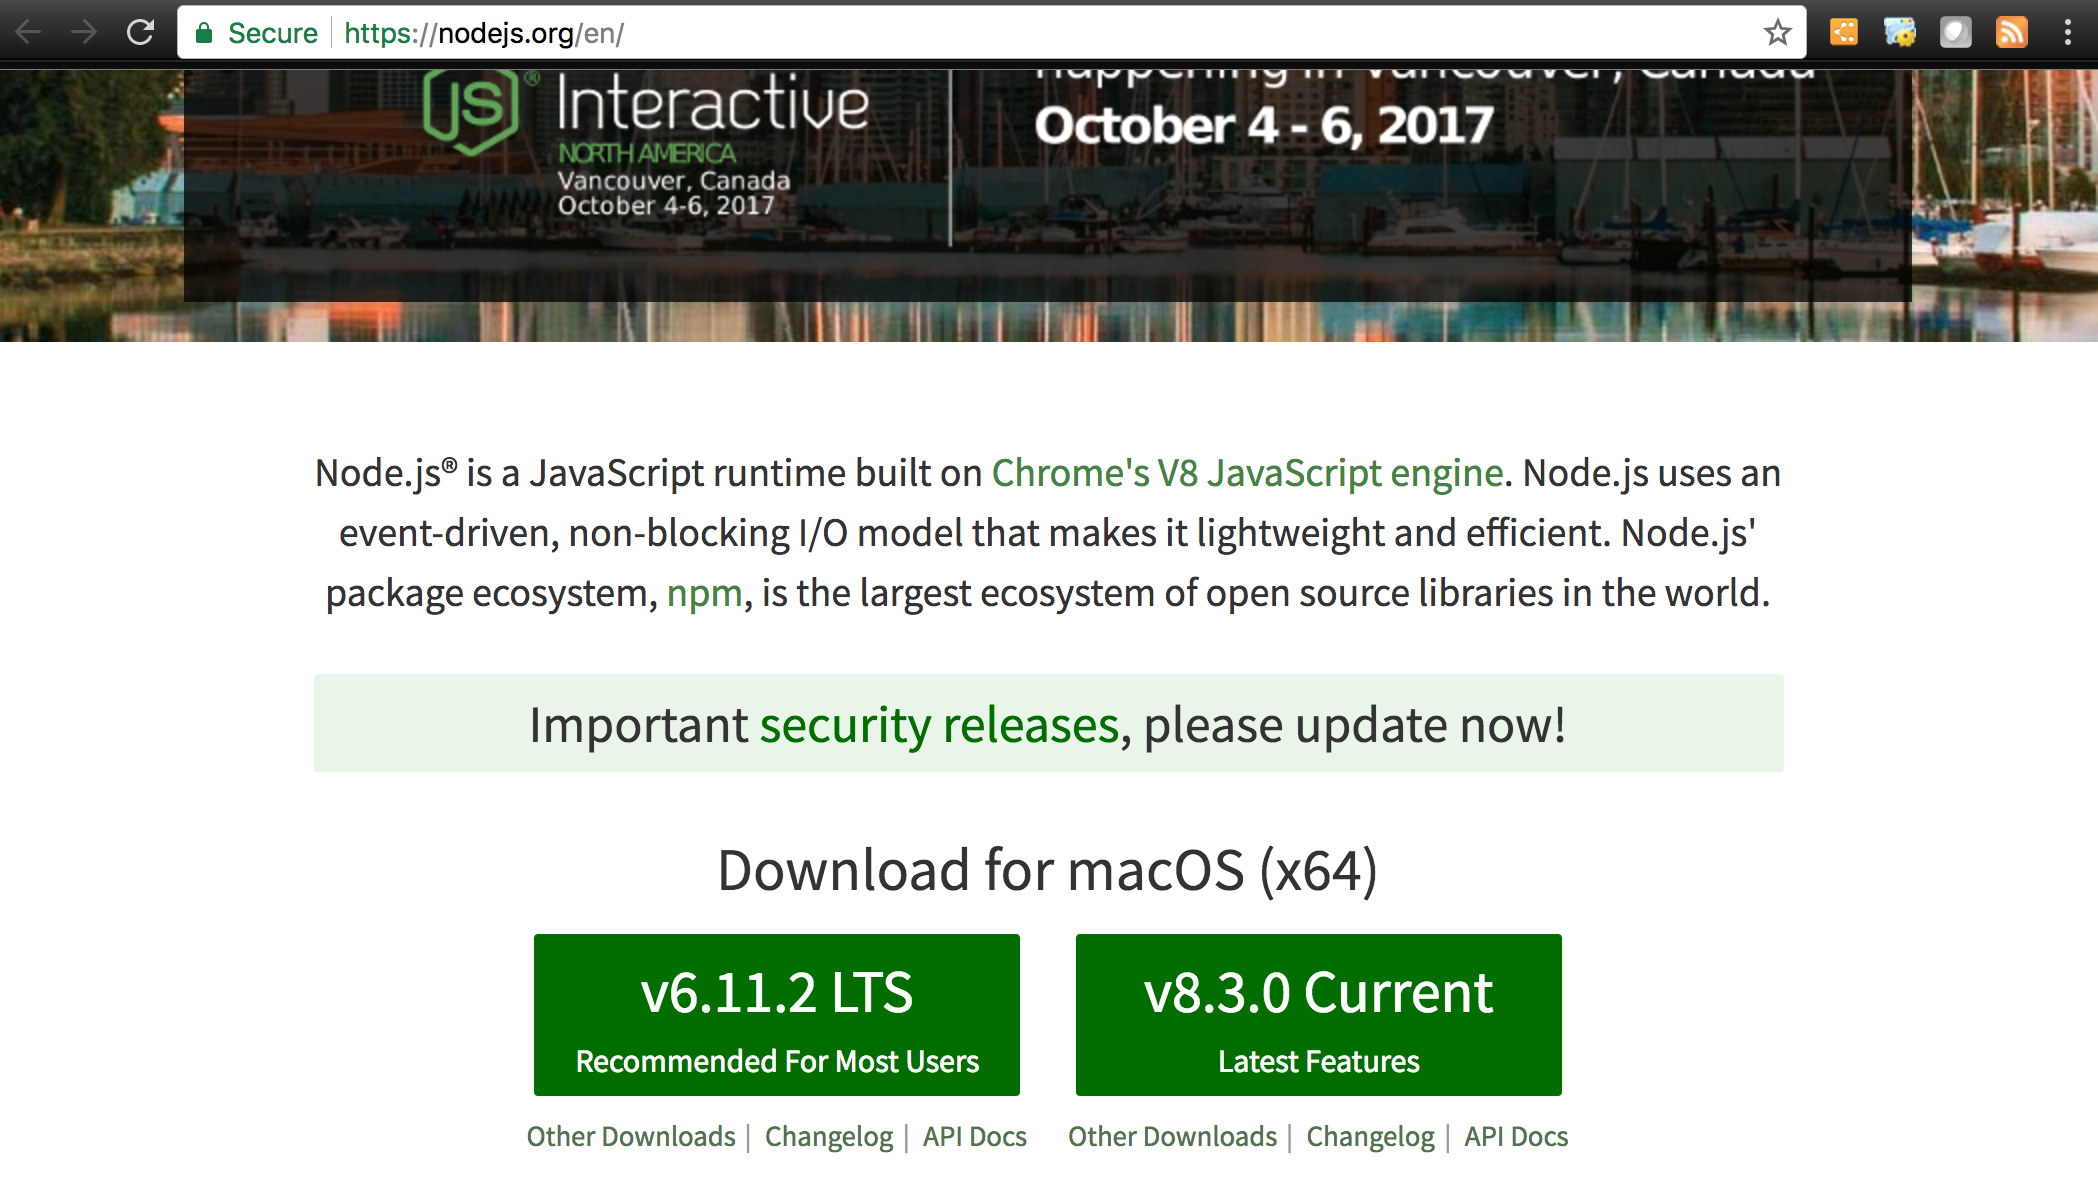 Secure https://nodejs.org/en/
JS® Interactive
NORTH AMERICA
Vancouver, Canada
October 4-6, 2017
Happening in Vancouver, Canada
October 4 - 6, 2017
Node.js® is a JavaScript runtime built on Chrome's V8 JavaScript engine. Node.js uses an
event-driven, non-blocking I/O model that makes it lightweight and efficient. Node.js'
package ecosystem, npm, is the largest ecosystem of open source libraries in the world.
Important security releases, please update now!
Download for macOS (x64)
v6.11.2 LTS
Recommended For Most Users
v8.3.0 Current
Latest Features
Other Downloads | Changelog | API Docs
Other Downloads | Changelog | API Docs